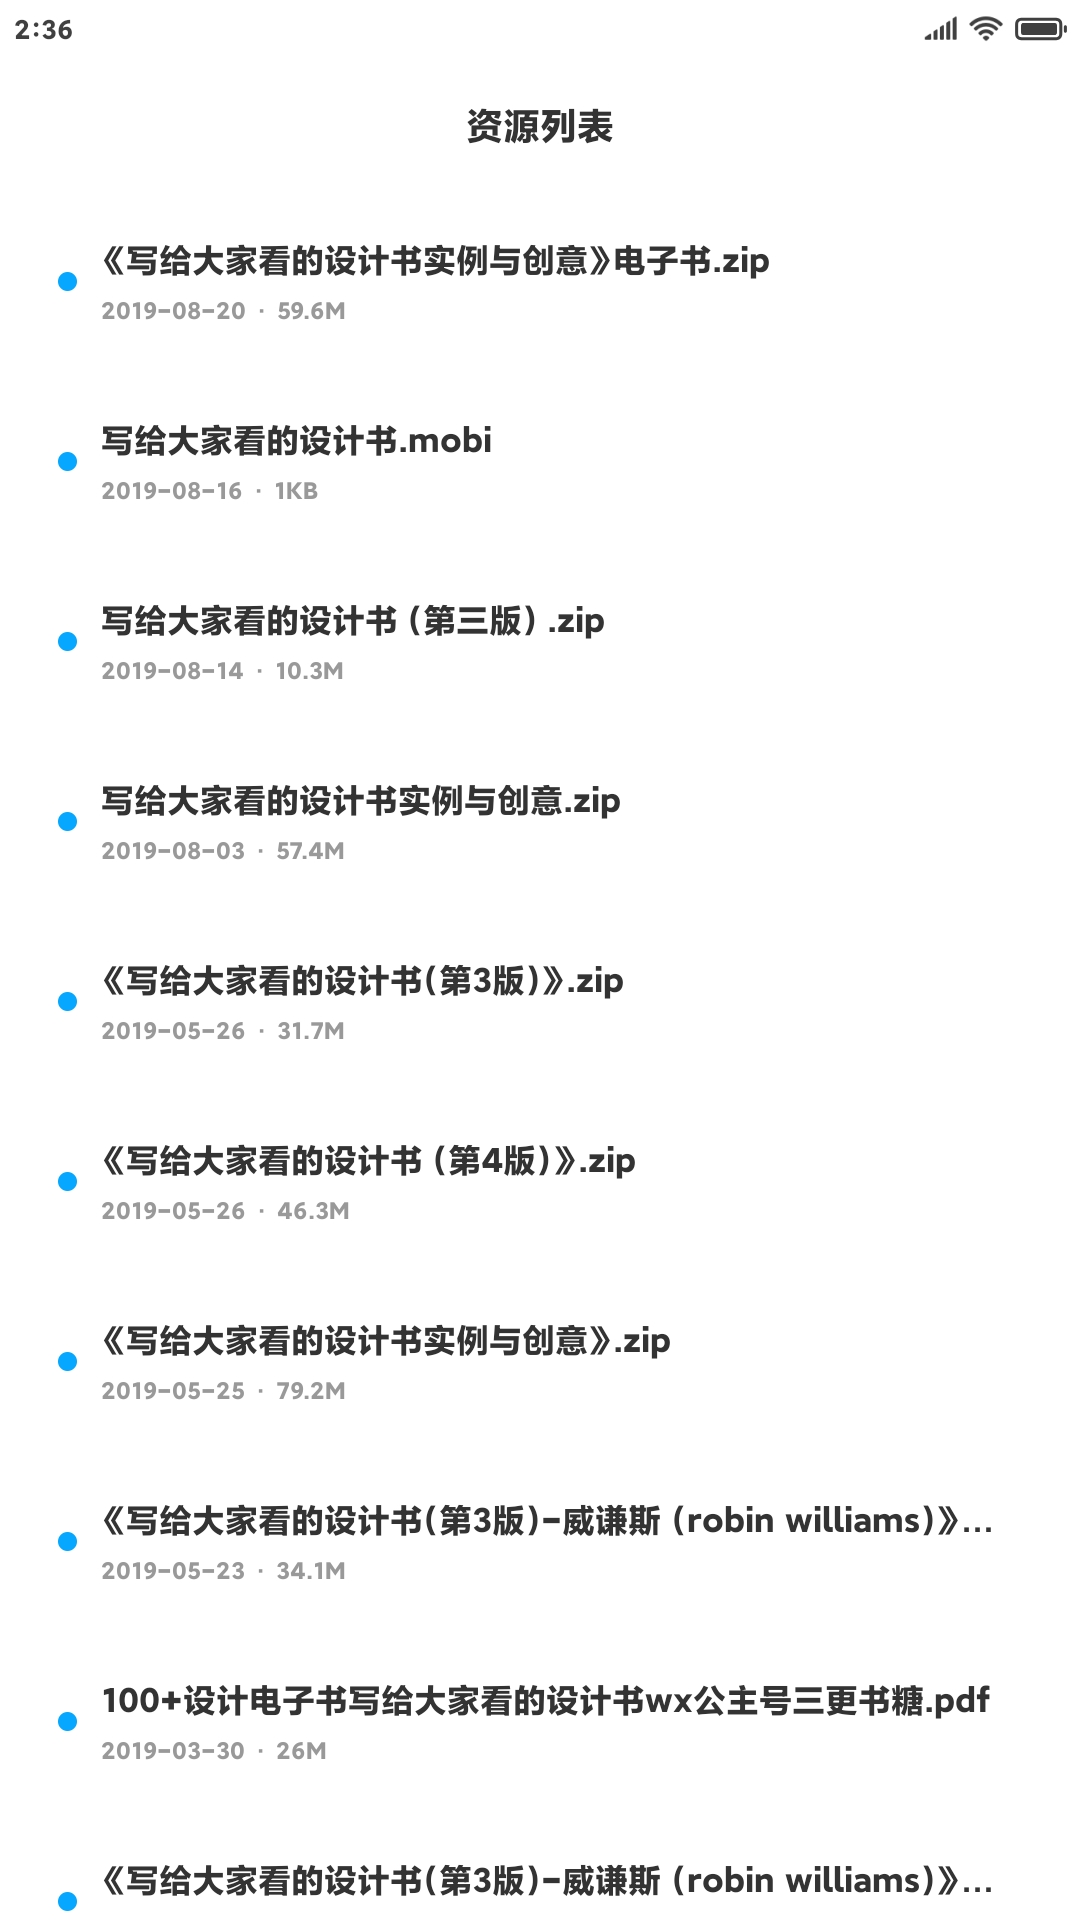 2:36
资源列表
《写给大家看的设计书实例与创意》电子书.zip
2019-08-20 · 59.6M
写给大家看的设计书.mobi
2019-08-16 · 1KB
写给大家看的设计书（第三版）.zip
2019-08-14 · 10.3M
写给大家看的设计书实例与创意.zip
2019-08-03 · 57.4M
《写给大家看的设计书(第3版)》.zip
2019-05-26 · 31.7M
《写给大家看的设计书 (第4版)》.zip
2019-05-26 · 46.3M
《写给大家看的设计书实例与创意》.zip
2019-05-25 · 79.2M
《写给大家看的设计书(第3版)-威谦斯 (robin williams)》...
2019-05-23 · 34.1M
100+设计电子书写给大家看的设计书wx公主号三更书糖.pdf
2019-03-30 · 26M
《写给大家看的设计书(第3版)-威谦斯 (robin williams)》...